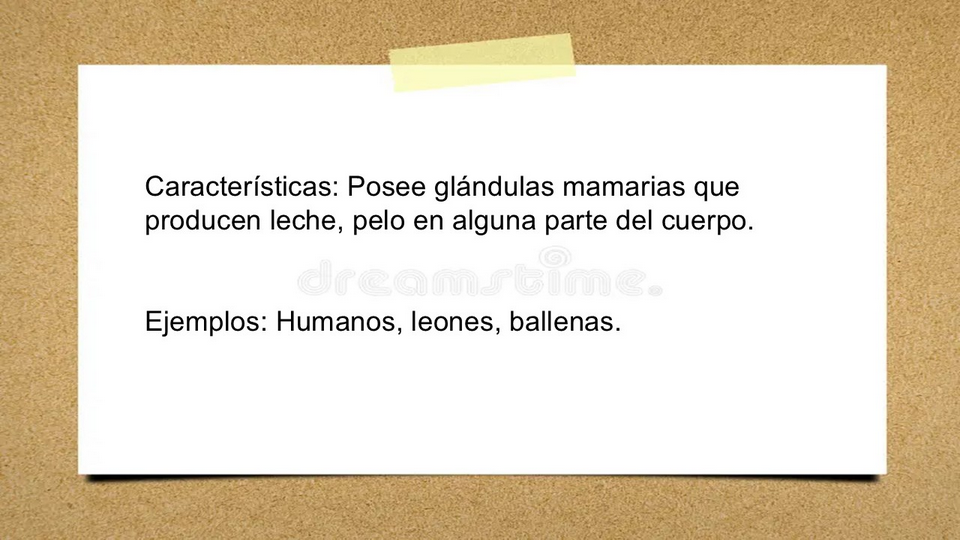 Características: Posee glándulas mamarias que
producen leche, pelo en alguna parte del cuerpo.
dreamstime.
Ejemplos: Humanos, leones, ballenas.